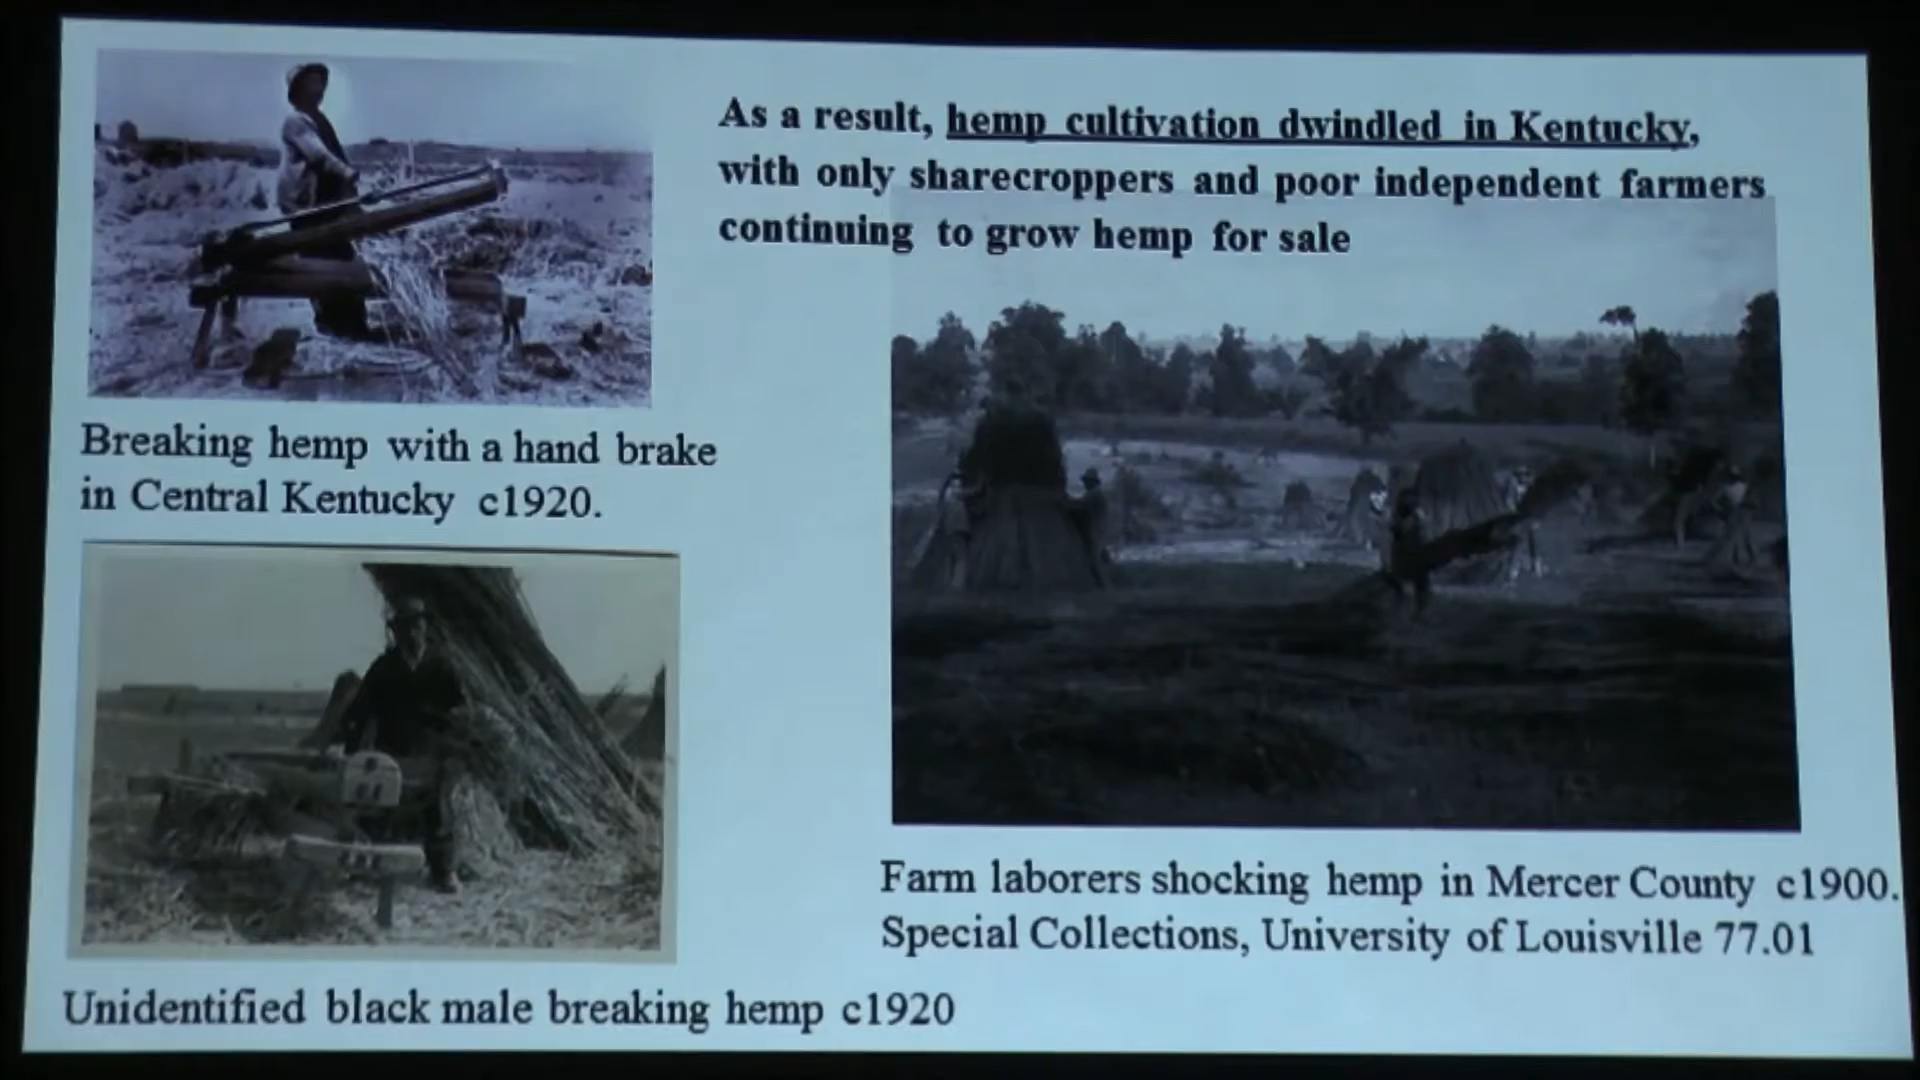 As a result, hemp cultivation dwindled in Kentucky,
with only sharecroppers and poor independent farmers
continuing to grow hemp for sale
Breaking hemp with a hand brake
in Central Kentucky c1920.
Farm laborers shocking hemp in Mercer County c1900.
Special Collections, University of Louisville 77.01
Unidentified black male breaking hemp c1920